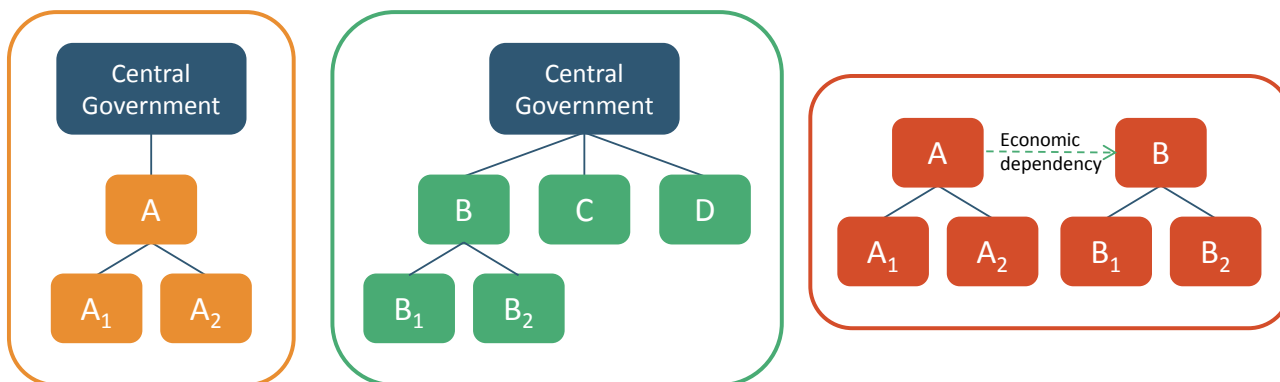 Central
Government
A
A₁
A₂
Central
Government
B
C
D
B₁
B₂
A
Economic
dependency
B
A₁
A₂
B₁
B₂